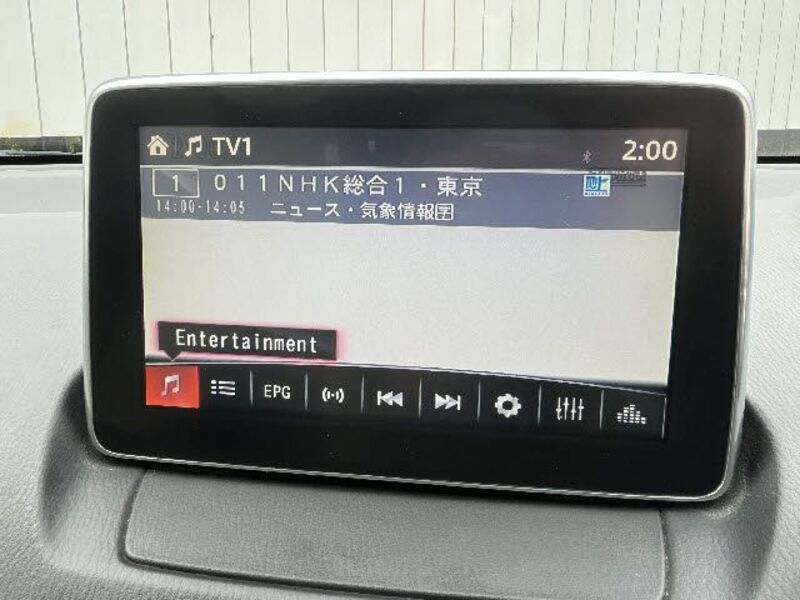 TV1 2:00
1 011NHK総合1・東京
14:00-14:05 ニュース・気象情報字
Entertainment
EPG